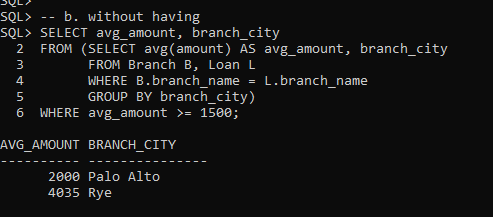 SQL>
SQL> -- b. without having
SQL> SELECT avg_amount, branch_city
  2  FROM (SELECT avg(amount) AS avg_amount, branch_city
  3        FROM Branch B, Loan L
  4        WHERE B.branch_name = L.branch_name
  5        GROUP BY branch_city)
  6  WHERE avg_amount >= 1500;

AVG_AMOUNT BRANCH_CITY
---------- ---------------
      2000 Palo Alto
      4035 Rye